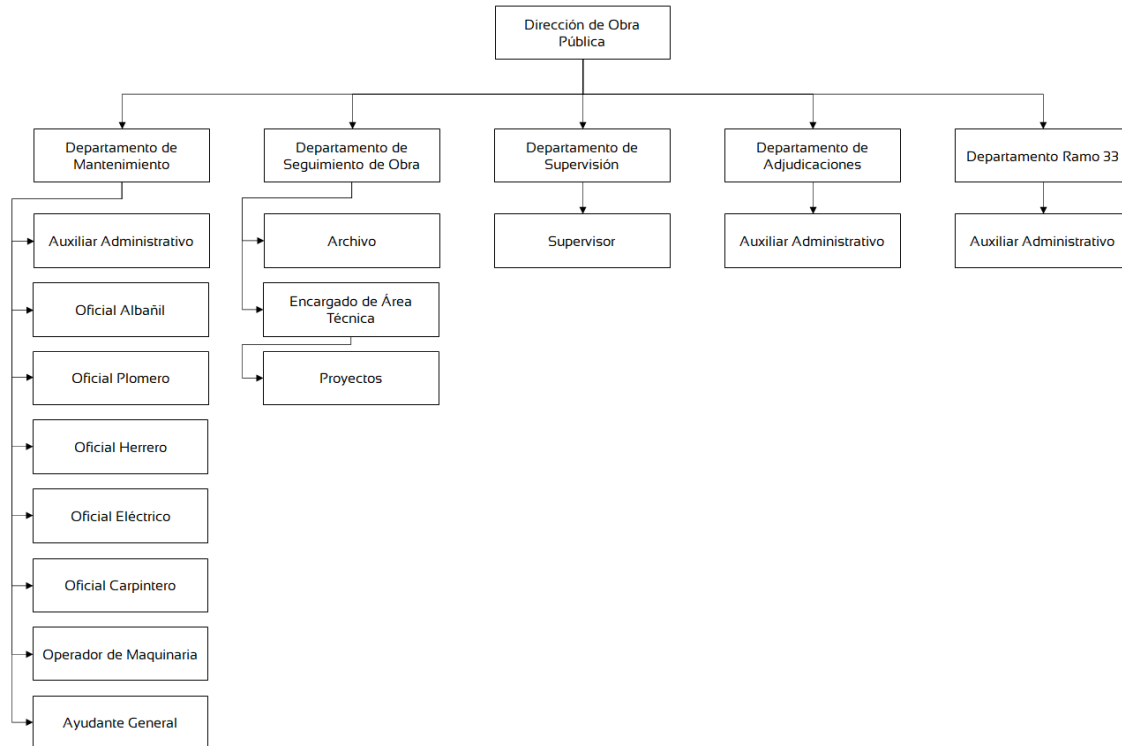 Dirección de Obra
Pública
Departamento de
Mantenimiento
Departamento de
Seguimiento de Obra
Departamento de
Supervisión
Departamento de
Adjudicaciones
Departamento Ramo 33
Auxiliar Administrativo
Archivo
Supervisor
Auxiliar Administrativo
Auxiliar Administrativo
Oficial Albañil
Encargado de Área
Técnica
Oficial Plomero
Proyectos
Oficial Herrero
Oficial Eléctrico
Oficial Carpintero
Operador de Maquinaria
Ayudante General